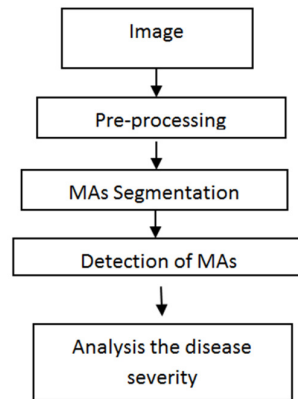 Image
Pre-processing
MAs Segmentation
Detection of MAs
Analysis the disease
severity